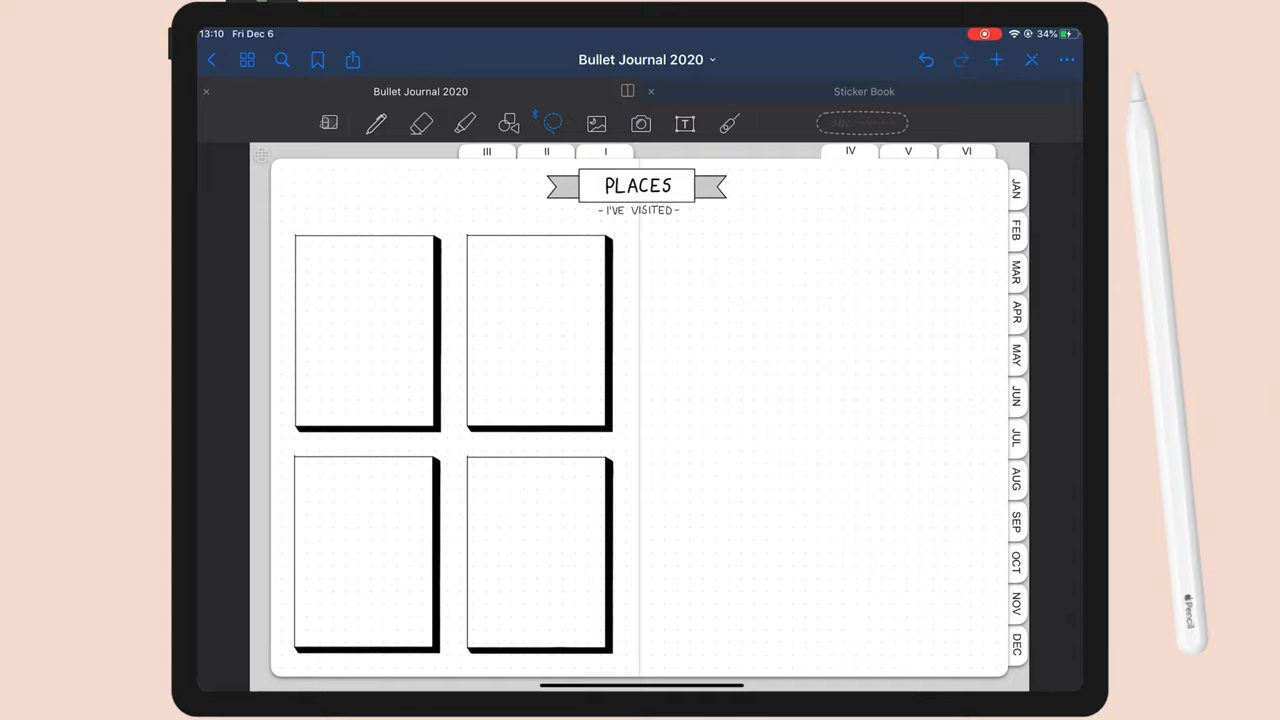 13:10 Fri Dec 6
34%
Bullet Journal 2020
Bullet Journal 2020
Sticker Book
T
III II I
IV V VI
PLACES
- I'VE VISITED -
JAN
FEB
MAR
APR
MAY
JUN
JUL
AUG
SEP
OCT
NOV
DEC
Pencil